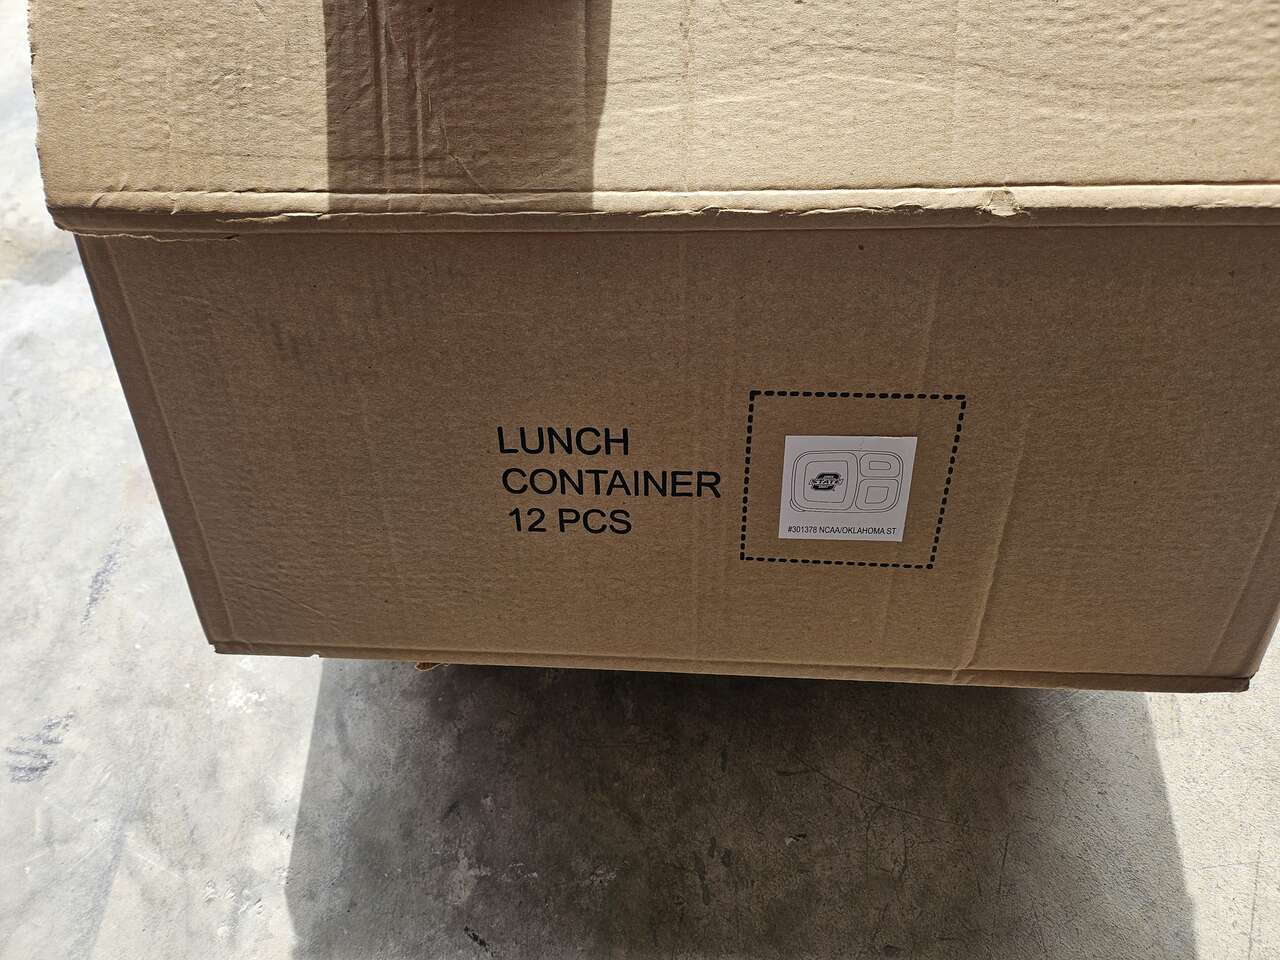 LUNCH
CONTAINER
12 PCS
STATE
#301378 NCAA/OKLAHOMA ST